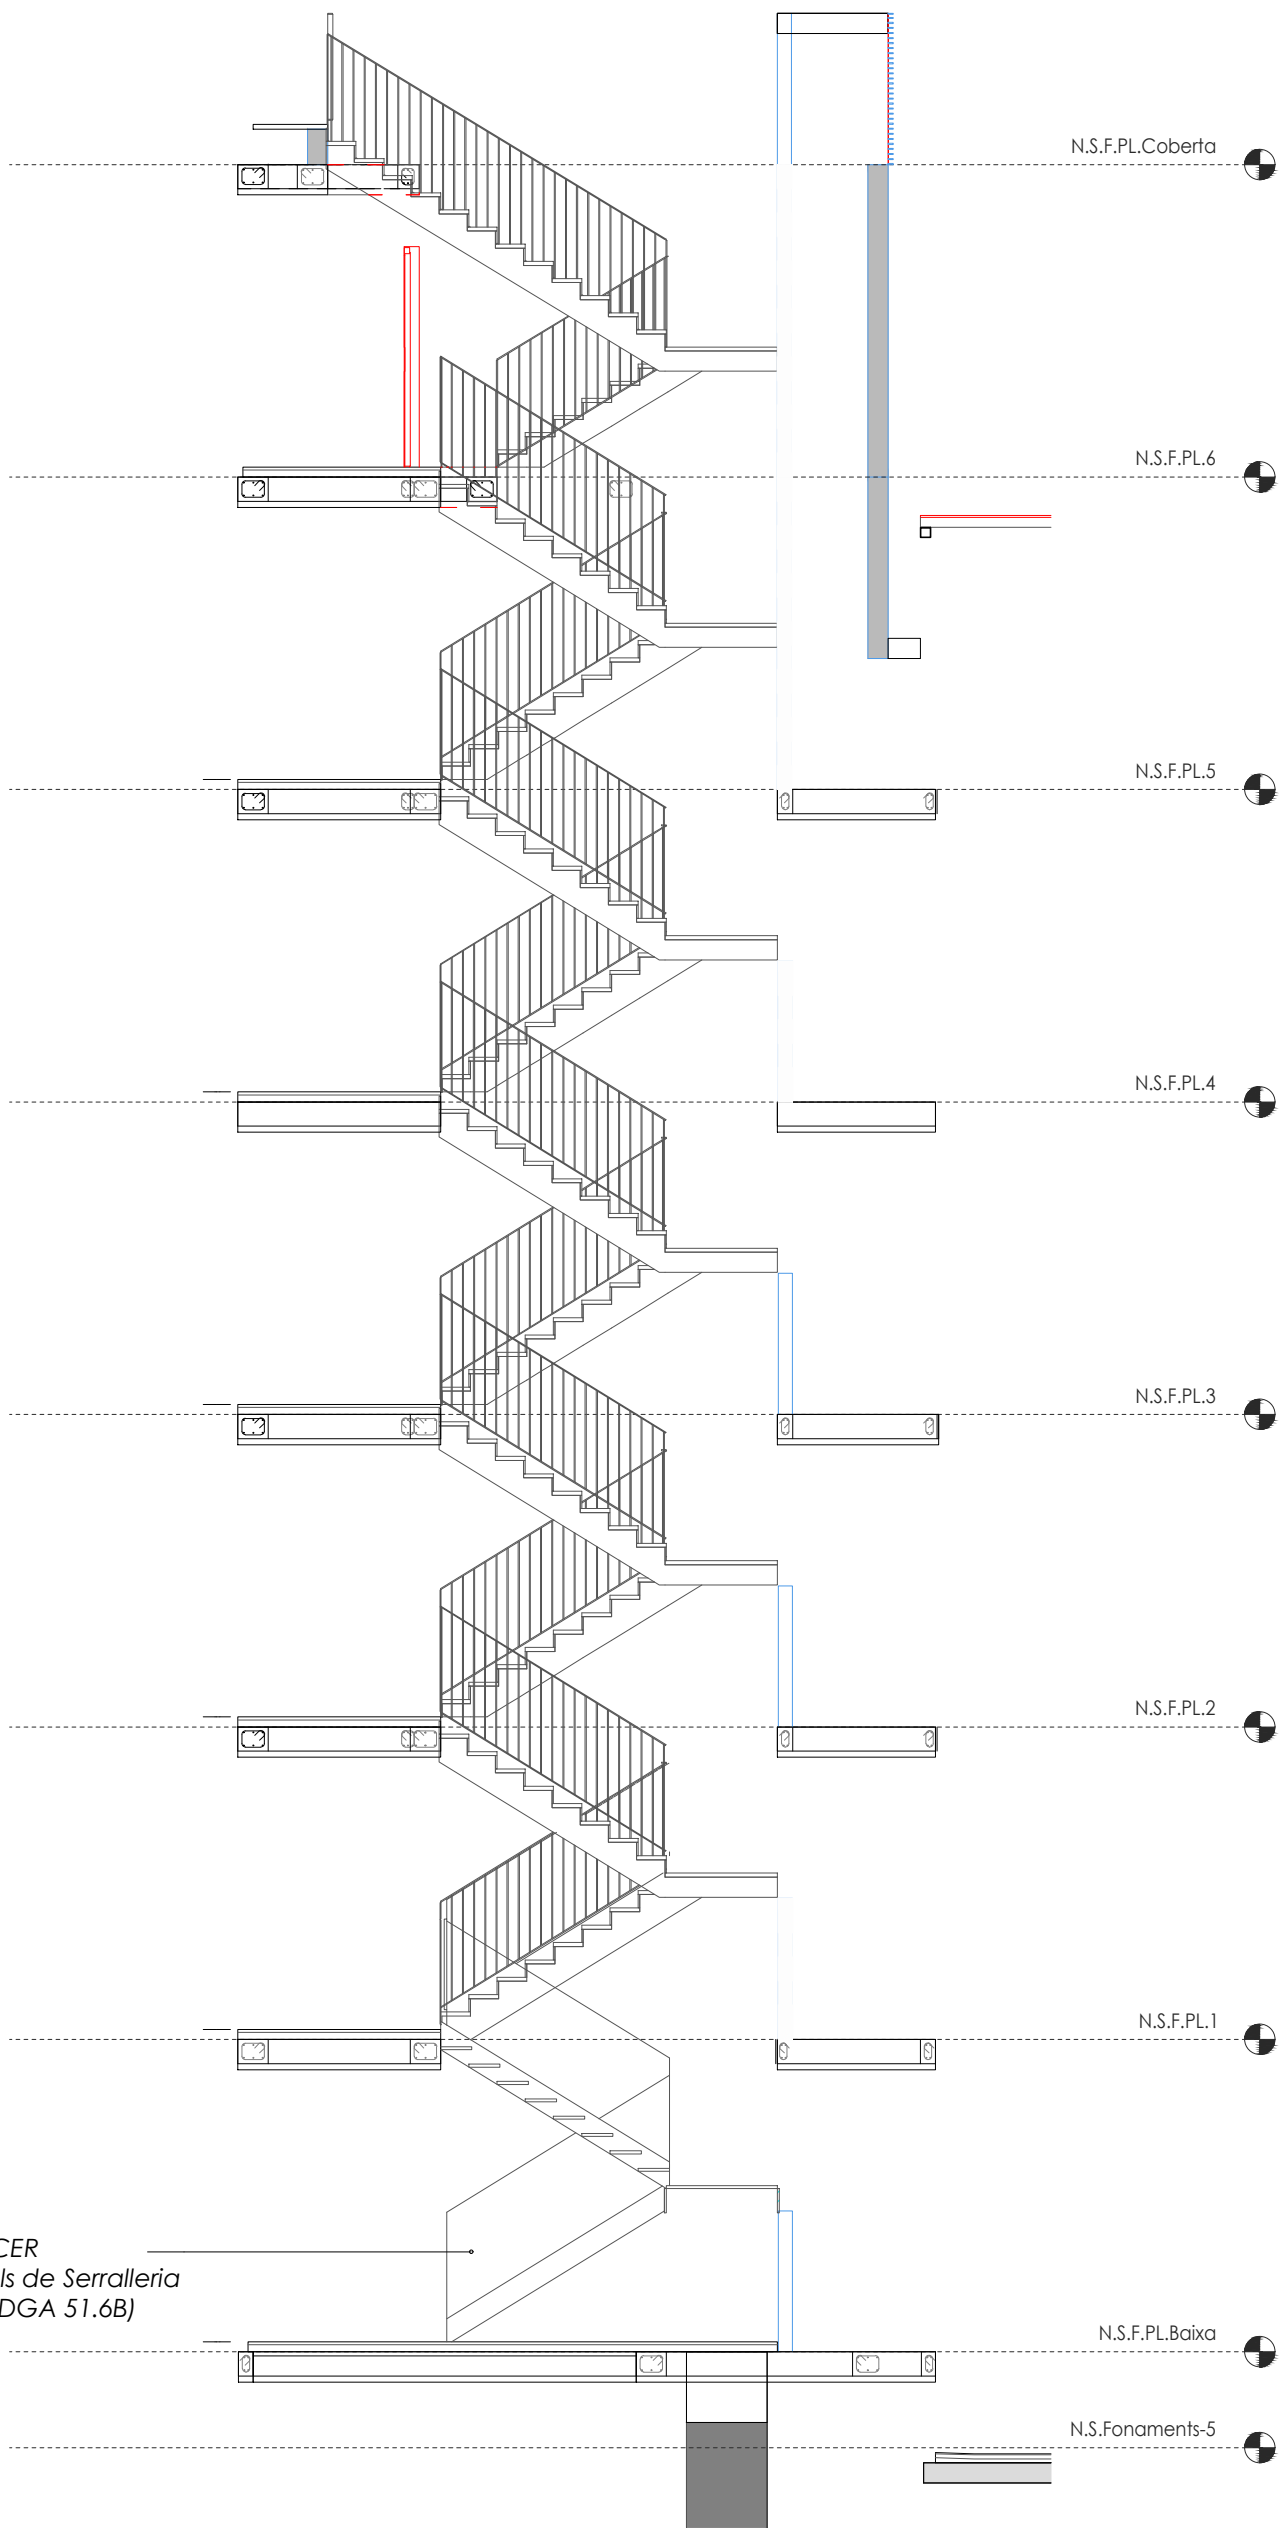 N.S.F.PL.Coberta
N.S.F.PL.6
N.S.F.PL.5
N.S.F.PL.4
N.S.F.PL.3
N.S.F.PL.2
N.S.F.PL.1
CER
ls de Serralleria
DGA 51.6B)
N.S.F.PL.Baixa
N.S.Fonaments-5